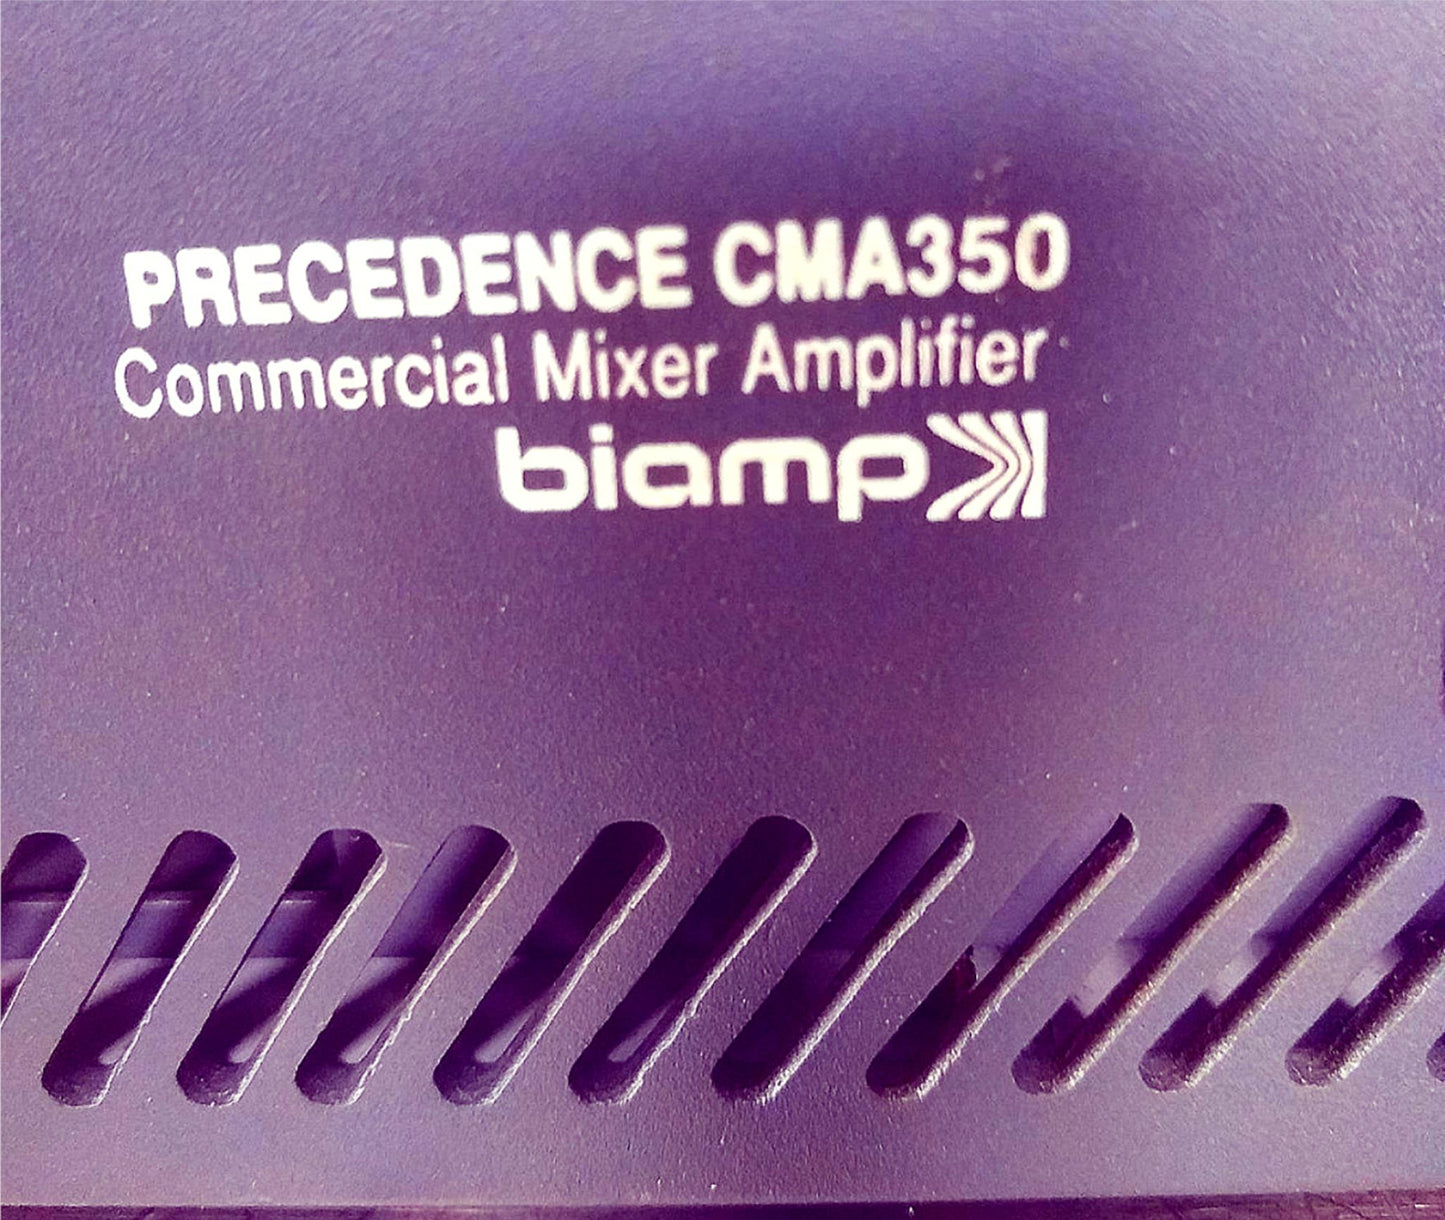 PRECEDENCE CMA350
Commercial Mixer Amplifier
biamp